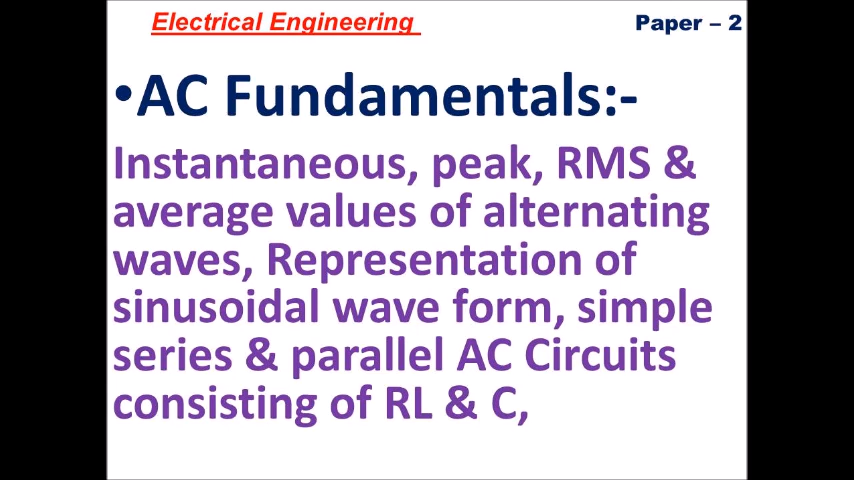 Electrical Engineering
Paper – 2
•AC Fundamentals:-
Instantaneous, peak, RMS &
average values of alternating
waves, Representation of
sinusoidal wave form, simple
series & parallel AC Circuits
consisting of RL & C,